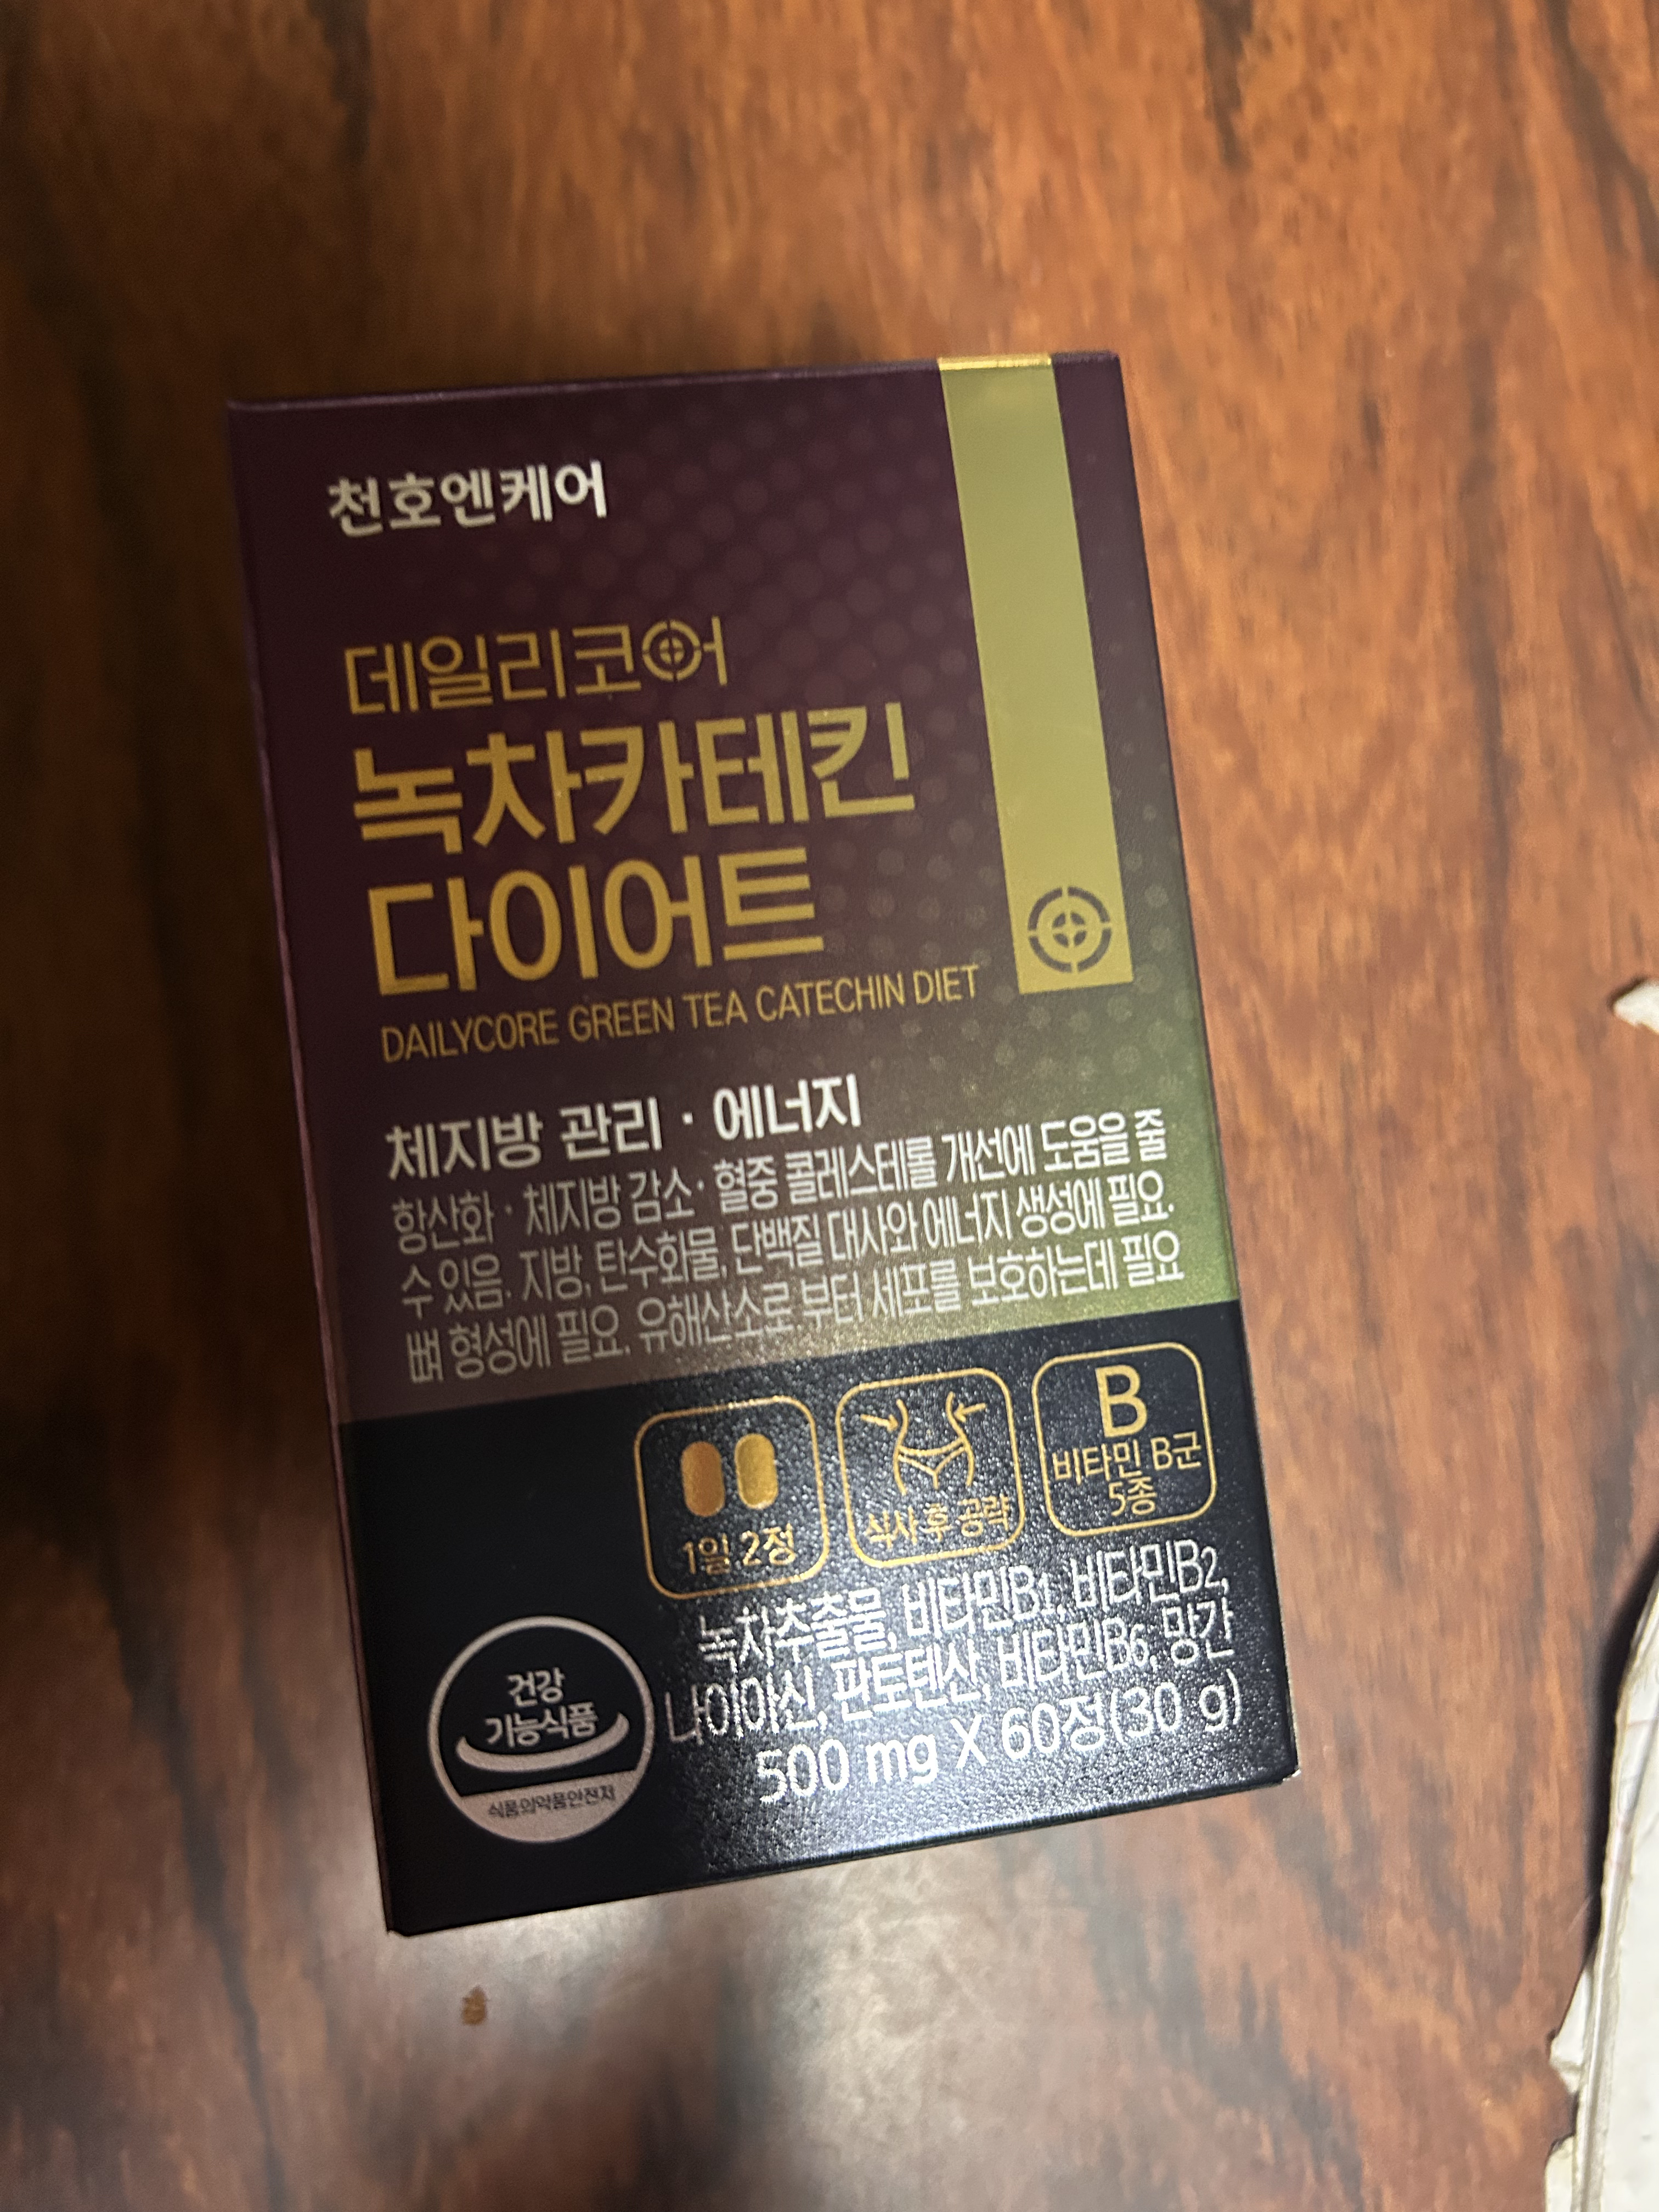 천호엔케어
데일리코어
녹차카테킨
다이어트
DAILYCORE GREEN TEA CATECHIN DIET
체지방 관리 · 에너지
항산화 · 체지방 감소 · 혈중 콜레스테롤 개선에 도움을 줄
수 있음. 지방, 탄수화물, 단백질 대사와 에너지 생성에 필요.
뼈 형성에 필요. 유해산소로 부터 세포를 보호하는데 필요
1일 2정
식사 후 공략
B
비타민 B군
5종
녹차추출물, 비타민B1, 비타민B2,
나이아신, 판토텐산, 비타민B6, 망간
500 mg X 60정(30 g)
건강
기능식품
식품의약품안전처